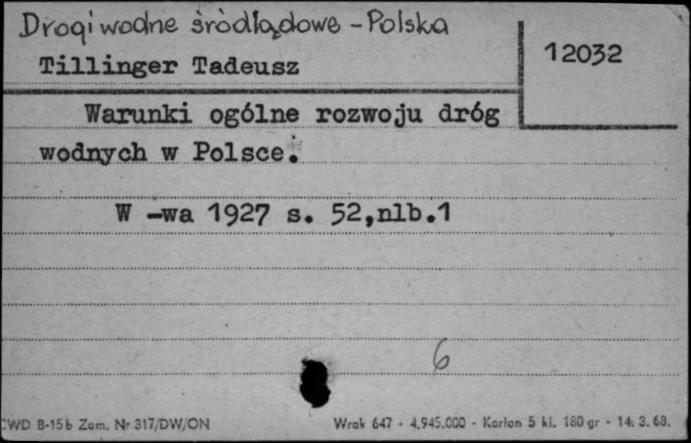 Drogi wodne śródlądowe - Polska
Tillinger Tadeusz
12032
Warunki ogólne rozwoju dróg
wodnych w Polsce.
W -wa 1927 s. 52,nlb.1
6
CWD B-15b Zam. Nr 317/DW/ON
Wrak 647 - 4.945.000 - Karton 5 kl. 180 gr - 14. 3. 68.